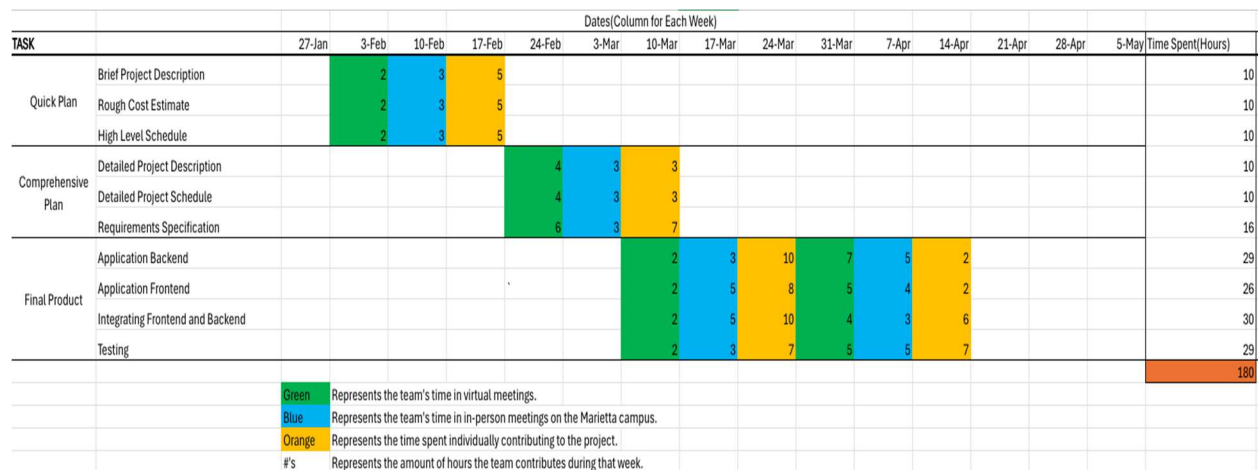 Dates(Column for Each Week)
TASK 27-Jan 3-Feb 10-Feb 17-Feb 24-Feb 3-Mar 10-Mar 17-Mar 24-Mar 31-Mar 7-Apr 14-Apr 21-Apr 28-Apr 5-May Time Spent(Hours)
Quick Plan
Brief Project Description 2 3 5 10
Rough Cost Estimate 2 3 5 10
High Level Schedule 2 3 5 10
Comprehensive
Plan
Detailed Project Description 4 3 3 10
Detailed Project Schedule 4 3 3 10
Requirements Specification 6 3 7 16
Final Product
Application Backend 2 3 10 7 5 2 29
Application Frontend 2 5 8 5 4 2 26
Integrating Frontend and Backend 2 5 10 4 3 6 30
Testing 2 3 7 5 5 7 29
180
Green Represents the team's time in virtual meetings.
Blue Represents the team's time in in-person meetings on the Marietta campus.
Orange Represents the time spent individually contributing to the project.
#'s Represents the amount of hours the team contributes during that week.